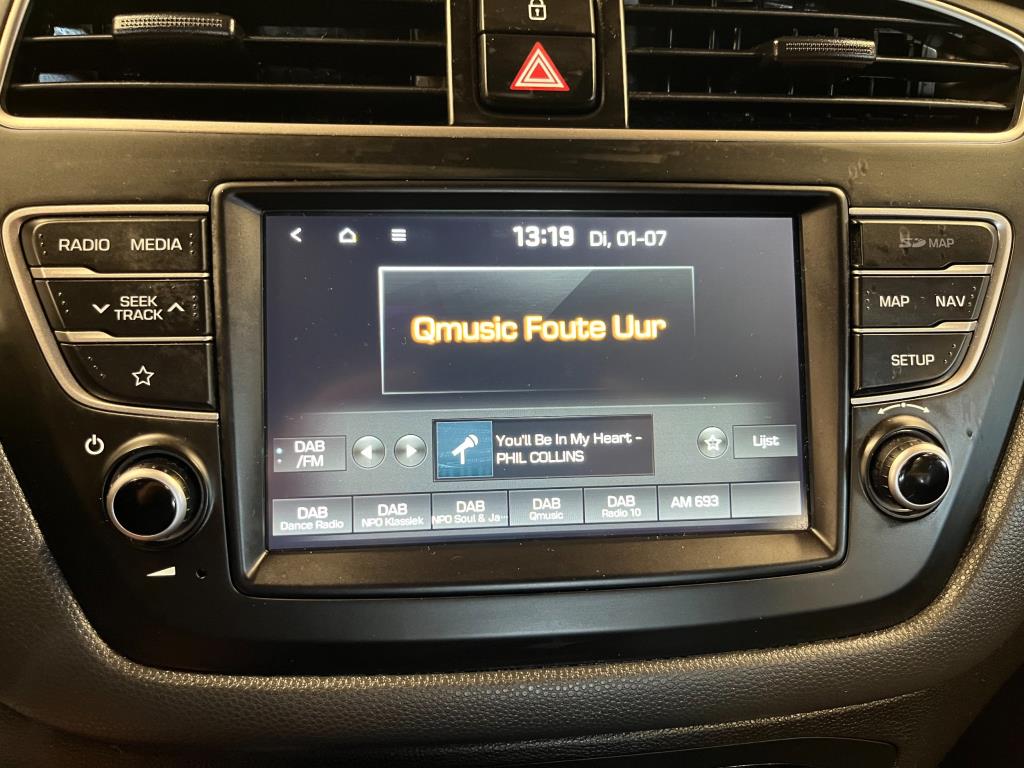 RADIO MEDIA
SEEK
TRACK
13:19 Di, 01-07
Qmusic Foute Uur
DAB
/FM
You'll Be In My Heart -
PHIL COLLINS
Lijst
DAB
Dance Radio
DAB
NPO Klassiek
DAB
NPO Soul & Ja...
DAB
Qmusic
DAB
Radio 10
AM 693
SD MAP
MAP NAV
SETUP